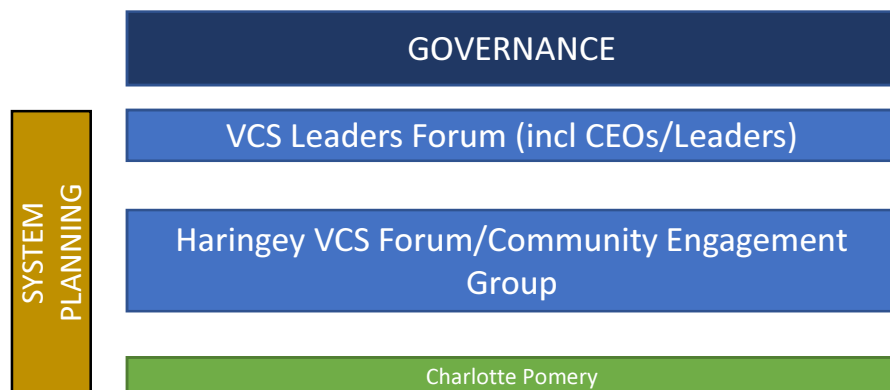 GOVERNANCE
VCS Leaders Forum (incl CEOs/Leaders)
SYSTEM
PLANNING
Haringey VCS Forum/Community Engagement
Group
Charlotte Pomery